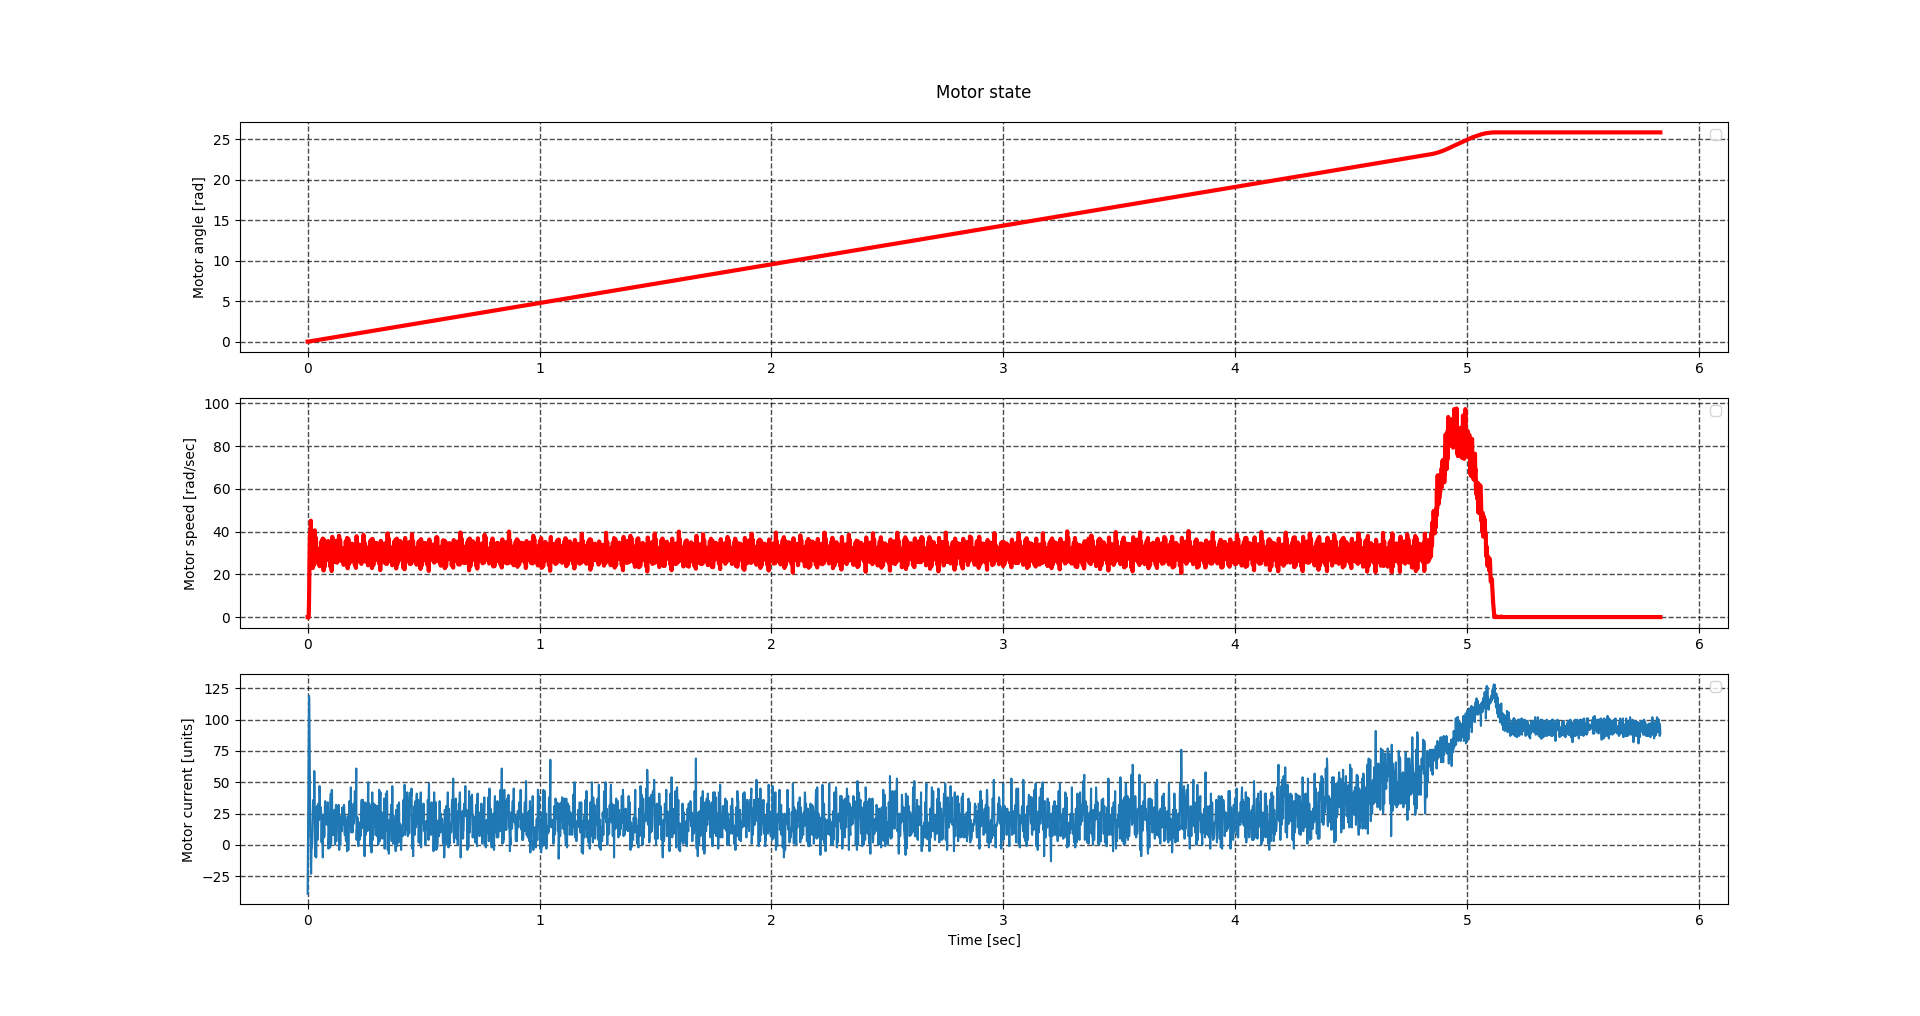 Motor state
Motor angle [rad]
25
20
15
10
5
0
0 1 2 3 4 5 6
Motor speed [rad/sec]
100
80
60
40
20
0
0 1 2 3 4 5 6
Motor current [units]
125
100
75
50
25
0
−25
0 1 2 3 4 5 6
Time [sec]